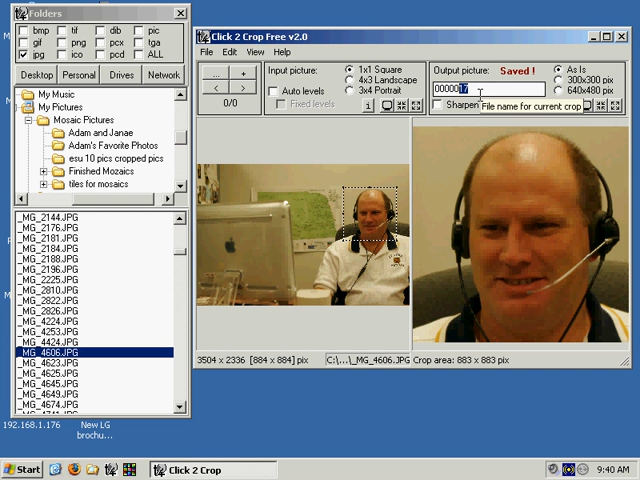 Folders
bmp tif dib pic
gif png pcx tga
jpg ico pcd ALL
Desktop Personal Drives Network
My Music
My Pictures
Mosaic Pictures
Adam and Janae
Adam's Favorite Photos
esu 10 pics cropped pics
Finished Mozaics
tiles for mosaics
_MG_2144.JPG
_MG_2176.JPG
_MG_2181.JPG
_MG_2184.JPG
_MG_2188.JPG
_MG_2196.JPG
_MG_2225.JPG
_MG_2810.JPG
_MG_2822.JPG
_MG_2826.JPG
_MG_4224.JPG
_MG_4253.JPG
_MG_4424.JPG
_MG_4606.JPG
_MG_4623.JPG
_MG_4625.JPG
_MG_4645.JPG
_MG_4649.JPG
_MG_4674.JPG
_MG_4741.JPG
Click 2 Crop Free v2.0
File Edit View Help
... +
< >
0/0
Input picture:
1x1 Square
4x3 Landscape
3x4 Portrait
Auto levels
Fixed levels
i
Output picture: Saved !
0000017
Sharpen
File name for current crop
As Is
300x300 pix
640x480 pix
3504 x 2336 [884 x 884] pix C:\...\_MG_4606.JPG Crop area: 883 x 883 pix
192.168.1.176
New LG
brochu...
Start
Click 2 Crop
9:40 AM